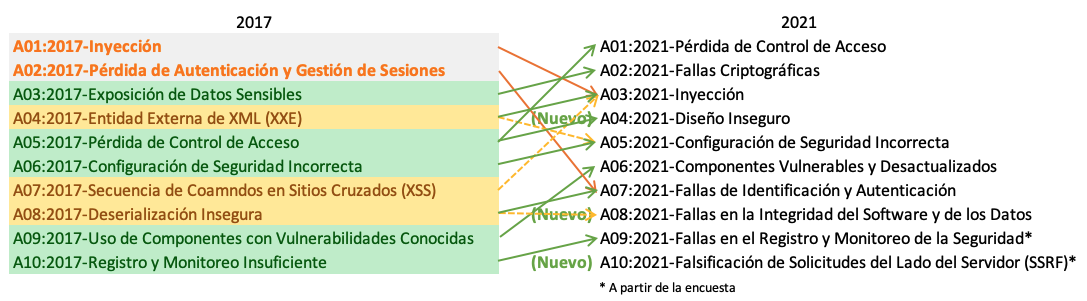 2017
2021
A01:2017-Inyección
A02:2017-Pérdida de Autenticación y Gestión de Sesiones
A03:2017-Exposición de Datos Sensibles
A04:2017-Entidad Externa de XML (XXE)
A05:2017-Pérdida de Control de Acceso
A06:2017-Configuración de Seguridad Incorrecta
A07:2017-Secuencia de Coamndos en Sitios Cruzados (XSS)
A08:2017-Deserialización Insegura
A09:2017-Uso de Componentes con Vulnerabilidades Conocidas
A10:2017-Registro y Monitoreo Insuficiente
A01:2021-Pérdida de Control de Acceso
A02:2021-Fallas Criptográficas
A03:2021-Inyección
(Nuevo) A04:2021-Diseño Inseguro
A05:2021-Configuración de Seguridad Incorrecta
A06:2021-Componentes Vulnerables y Desactualizados
A07:2021-Fallas de Identificación y Autenticación
(Nuevo) A08:2021-Fallas en la Integridad del Software y de los Datos
A09:2021-Fallas en el Registro y Monitoreo de la Seguridad*
(Nuevo) A10:2021-Falsificación de Solicitudes del Lado del Servidor (SSRF)*
* A partir de la encuesta